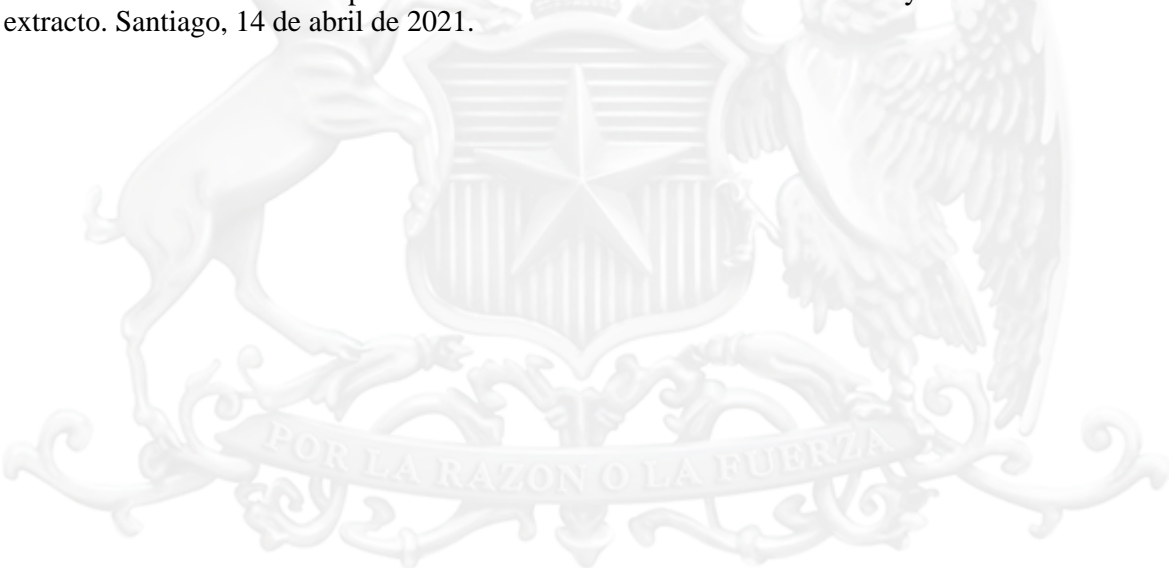 extracto. Santiago, 14 de abril de 2021.
POR LA RAZON O LA FUERZA